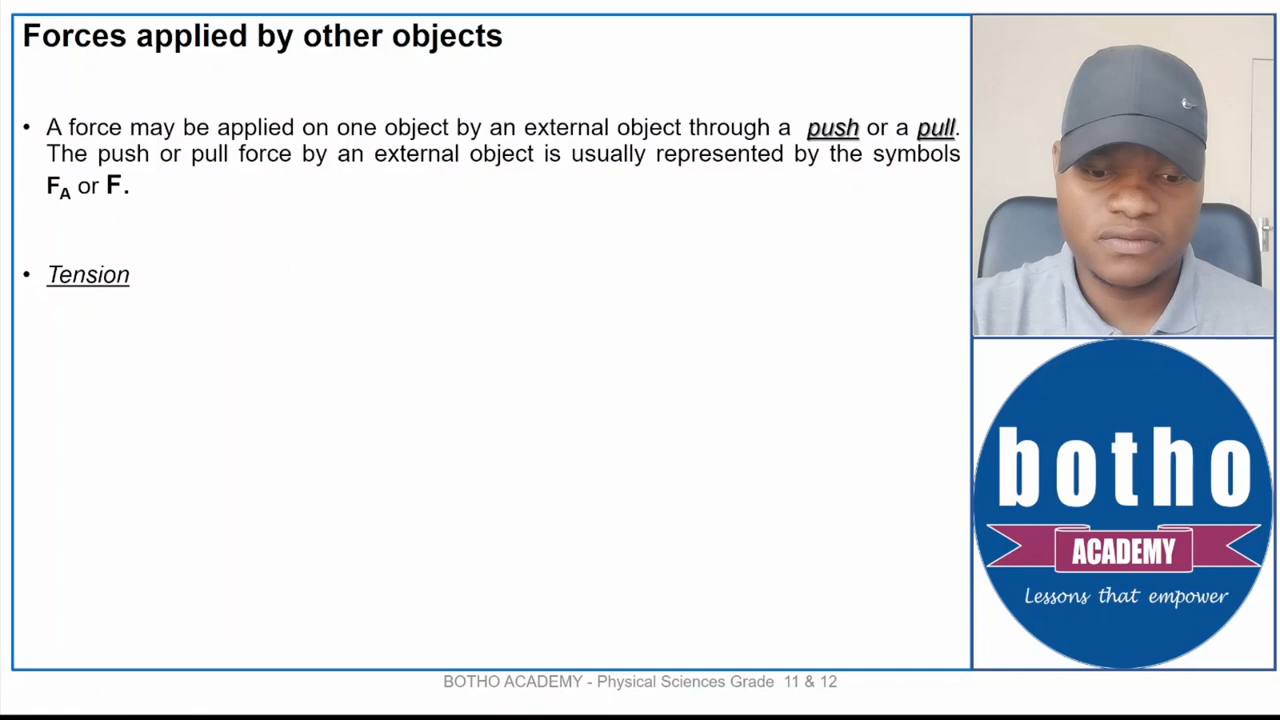 Forces applied by other objects
• A force may be applied on one object by an external object through a push or a pull.
The push or pull force by an external object is usually represented by the symbols
FA or F.
• Tension
botho
ACADEMY
Lessons that empower
BOTHO ACADEMY - Physical Sciences Grade 11 & 12